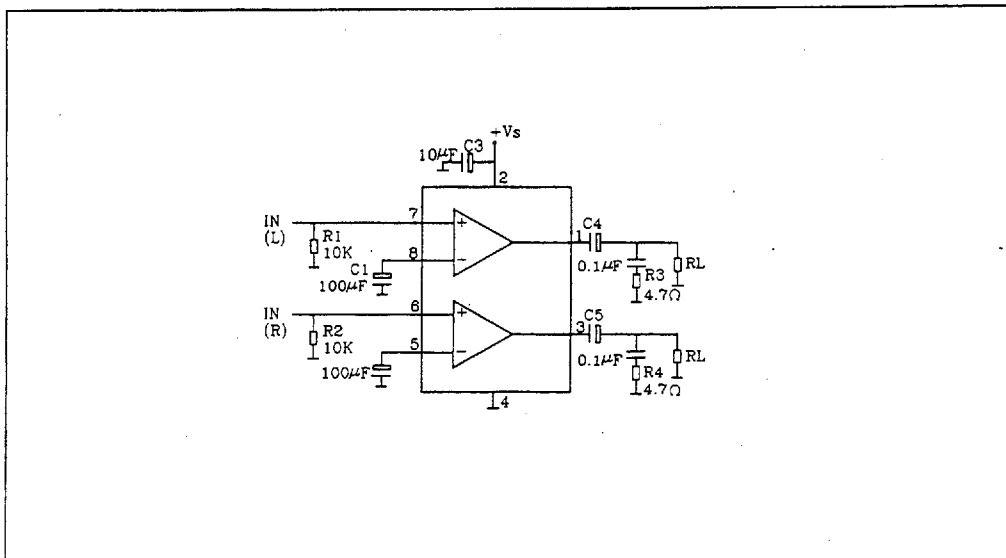 +Vs
C3
10μF
2
IN
(L)
7
R1
10K
+
8
−
C1
100μF
1
C4
0.1μF
R3
4.7Ω
RL
IN
(R)
6
R2
10K
+
5
−
100μF
3
C5
0.1μF
R4
4.7Ω
RL
4